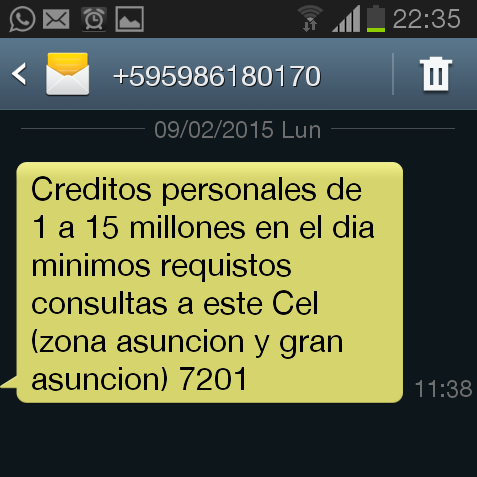 22:35
+595986180170
09/02/2015 Lun
Creditos personales de
1 a 15 millones en el dia
minimos requistos
consultas a este Cel
(zona asuncion y gran
asuncion) 7201
11:38